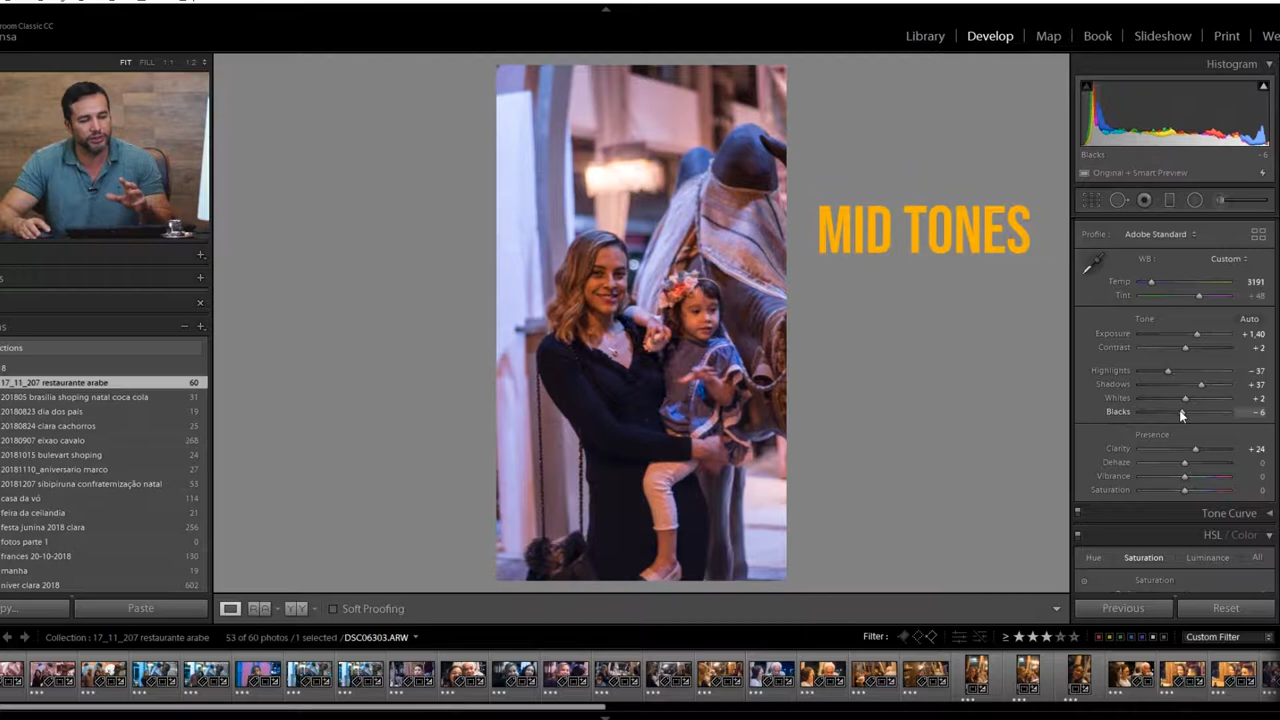 room Classic CC
nsa
Library | Develop | Map | Book | Slideshow | Print | We
FIT FILL 1:1 1:2
Histogram
Blacks - 6
Original + Smart Preview
MID TONES
Profile : Adobe Standard
WB : Custom
Temp 3191
Tint + 48
Tone Auto
Exposure + 1,40
Contrast + 2
Highlights - 37
Shadows + 37
Whites + 2
Blacks - 6
Presence
Clarity + 24
Dehaze 0
Vibrance 0
Saturation 0
Tone Curve
HSL / Color
Hue Saturation Luminance All
Saturation
s
ns
ections
8
17_11_207 restaurante arabe 60
201805 brasilia shoping natal coca cola 31
20180823 dia dos pais 19
20180824 clara cachorros 25
20180907 eixao cavalo 268
20181015 bulevart shoping 24
20181110_aniversario marco 27
20181207 sibipiruna confraternização natal 53
casa da vó 114
feira da ceilandia 21
festa junina 2018 clara 256
fotos parte 1 0
frances 20-10-2018 130
manha 19
niver clara 2018 602
py... Paste
Soft Proofing
Previous Reset
Collection : 17_11_207 restaurante arabe 53 of 60 photos / 1 selected / DSC06303.ARW
Filter : ≥ ★★★☆☆ Custom Filter